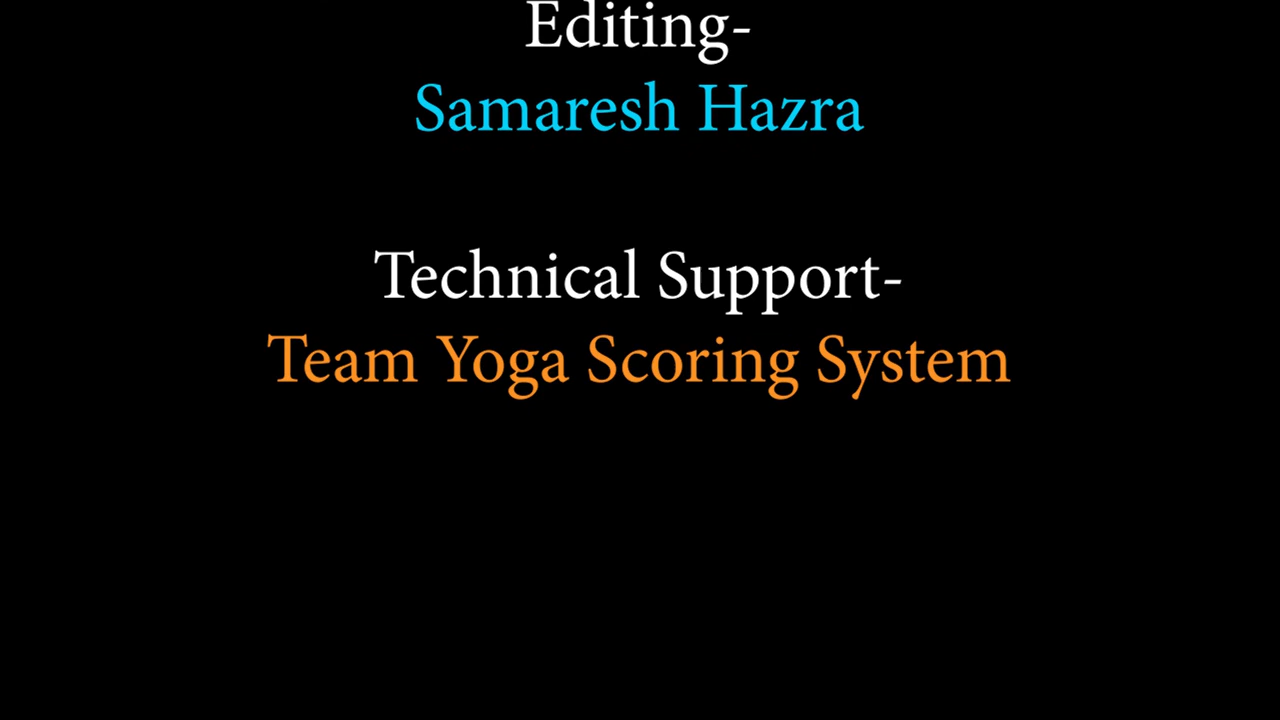 Editing-
Samaresh Hazra
Technical Support-
Team Yoga Scoring System